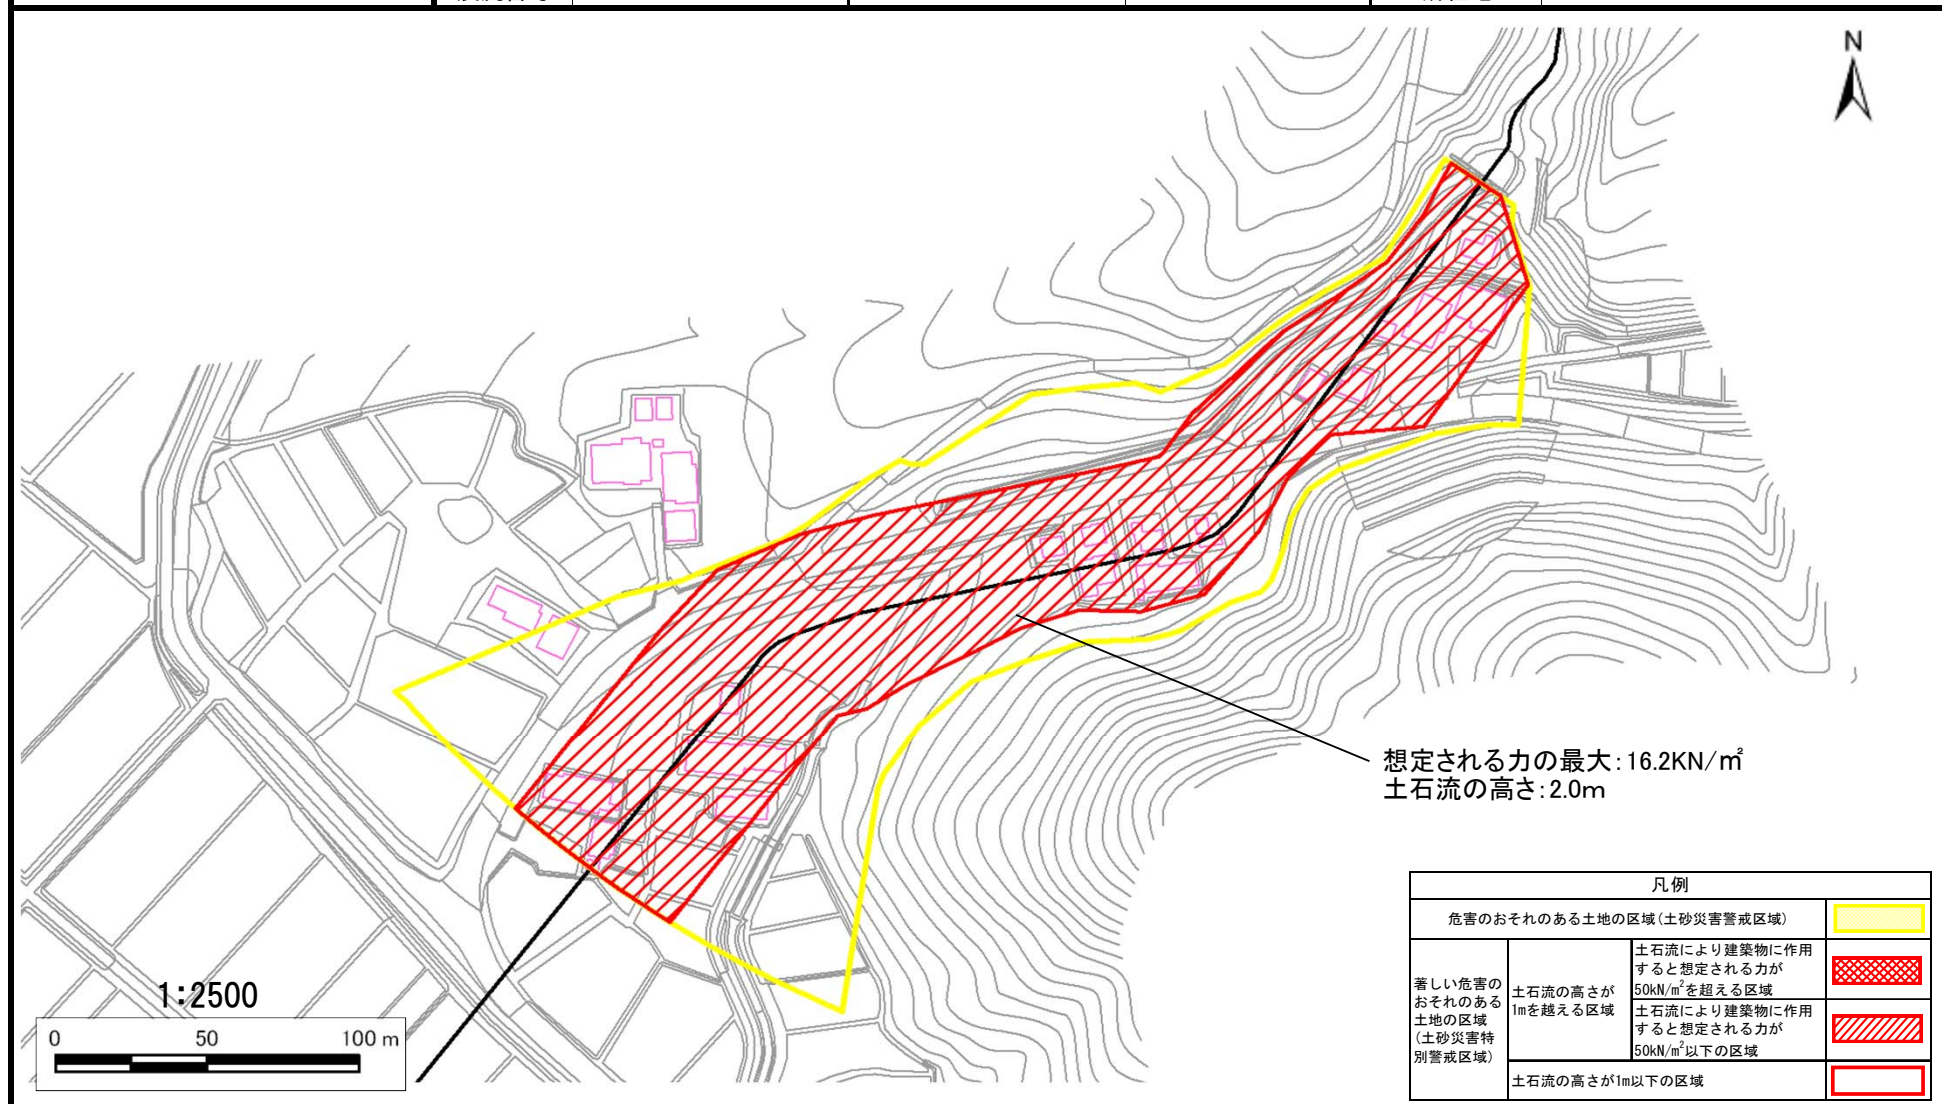 N
想定される力の最大：16.2KN/㎡
土石流の高さ：2.0m
1:2500
0 50 100 m
凡例
危害のおそれのある土地の区域（土砂災害警戒区域）
著しい危害の
おそれのある
土地の区域
（土砂災害特
別警戒区域）
土石流の高さが
1mを越える区域
土石流により建築物に作用
すると想定される力が
50kN/m²を超える区域
土石流により建築物に作用
すると想定される力が
50kN/m²以下の区域
土石流の高さが1m以下の区域